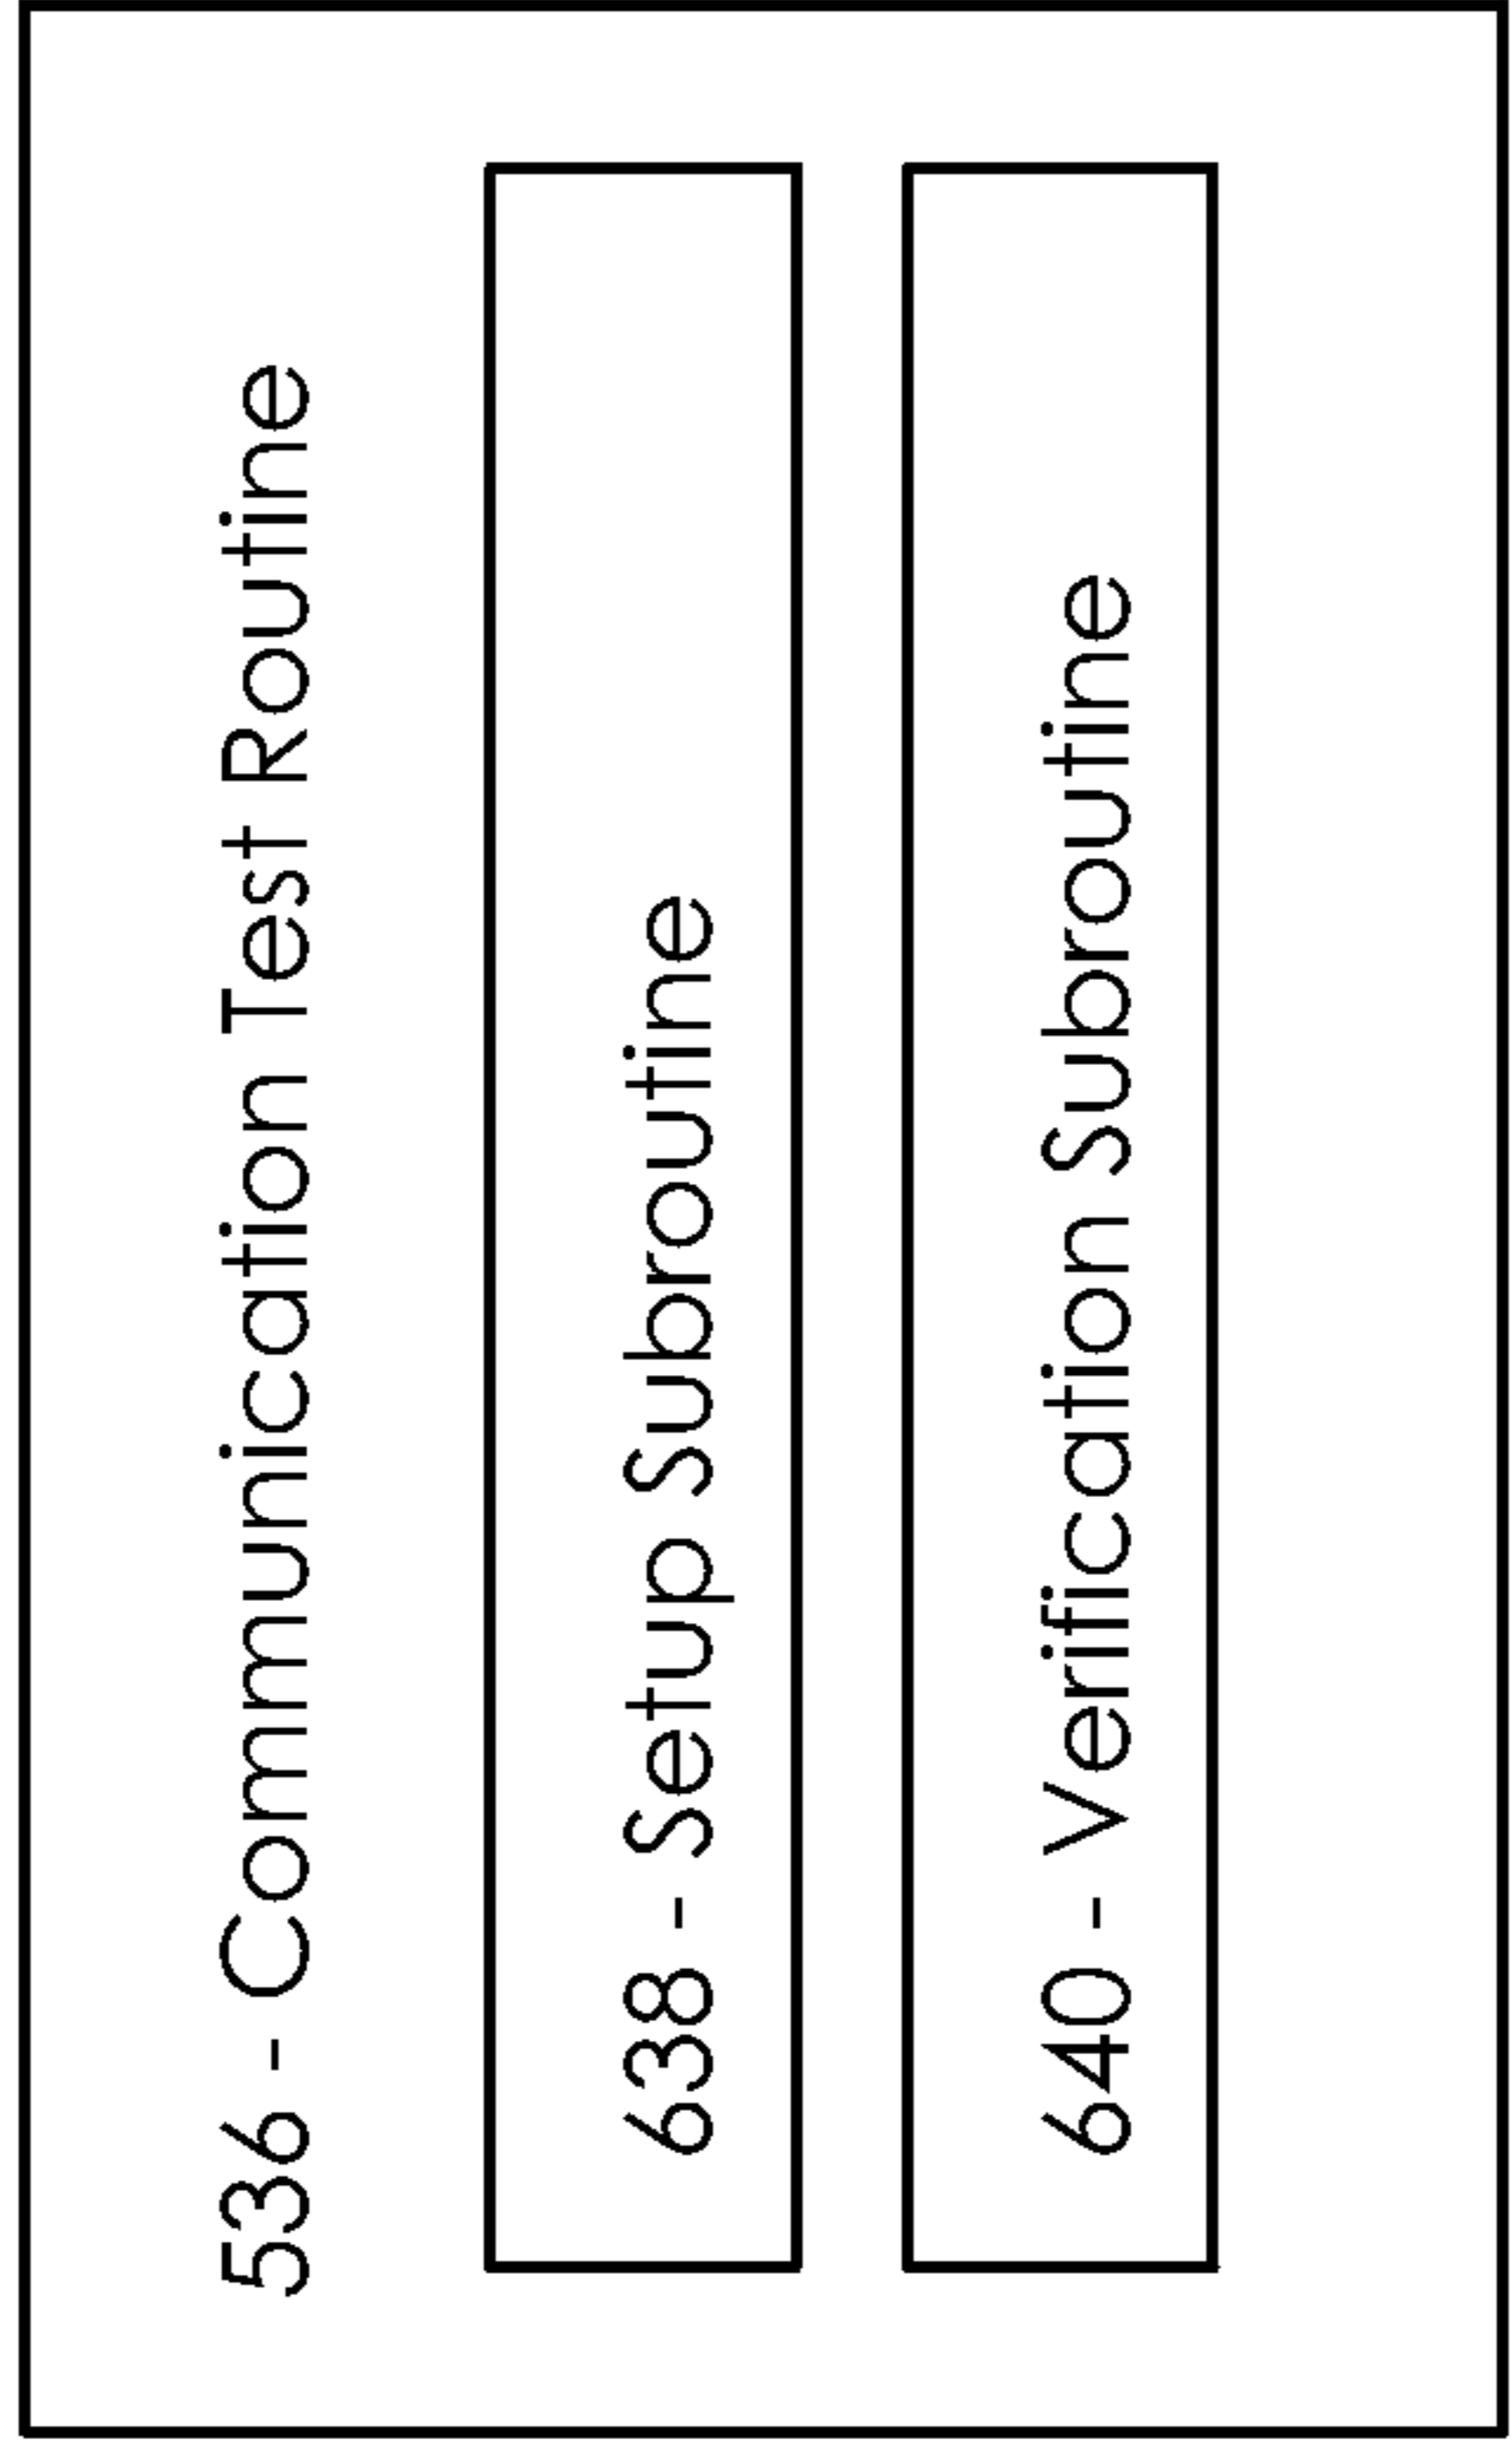 536 - Communication Test Routine
638 - Setup Subroutine
640 - Verification Subroutine